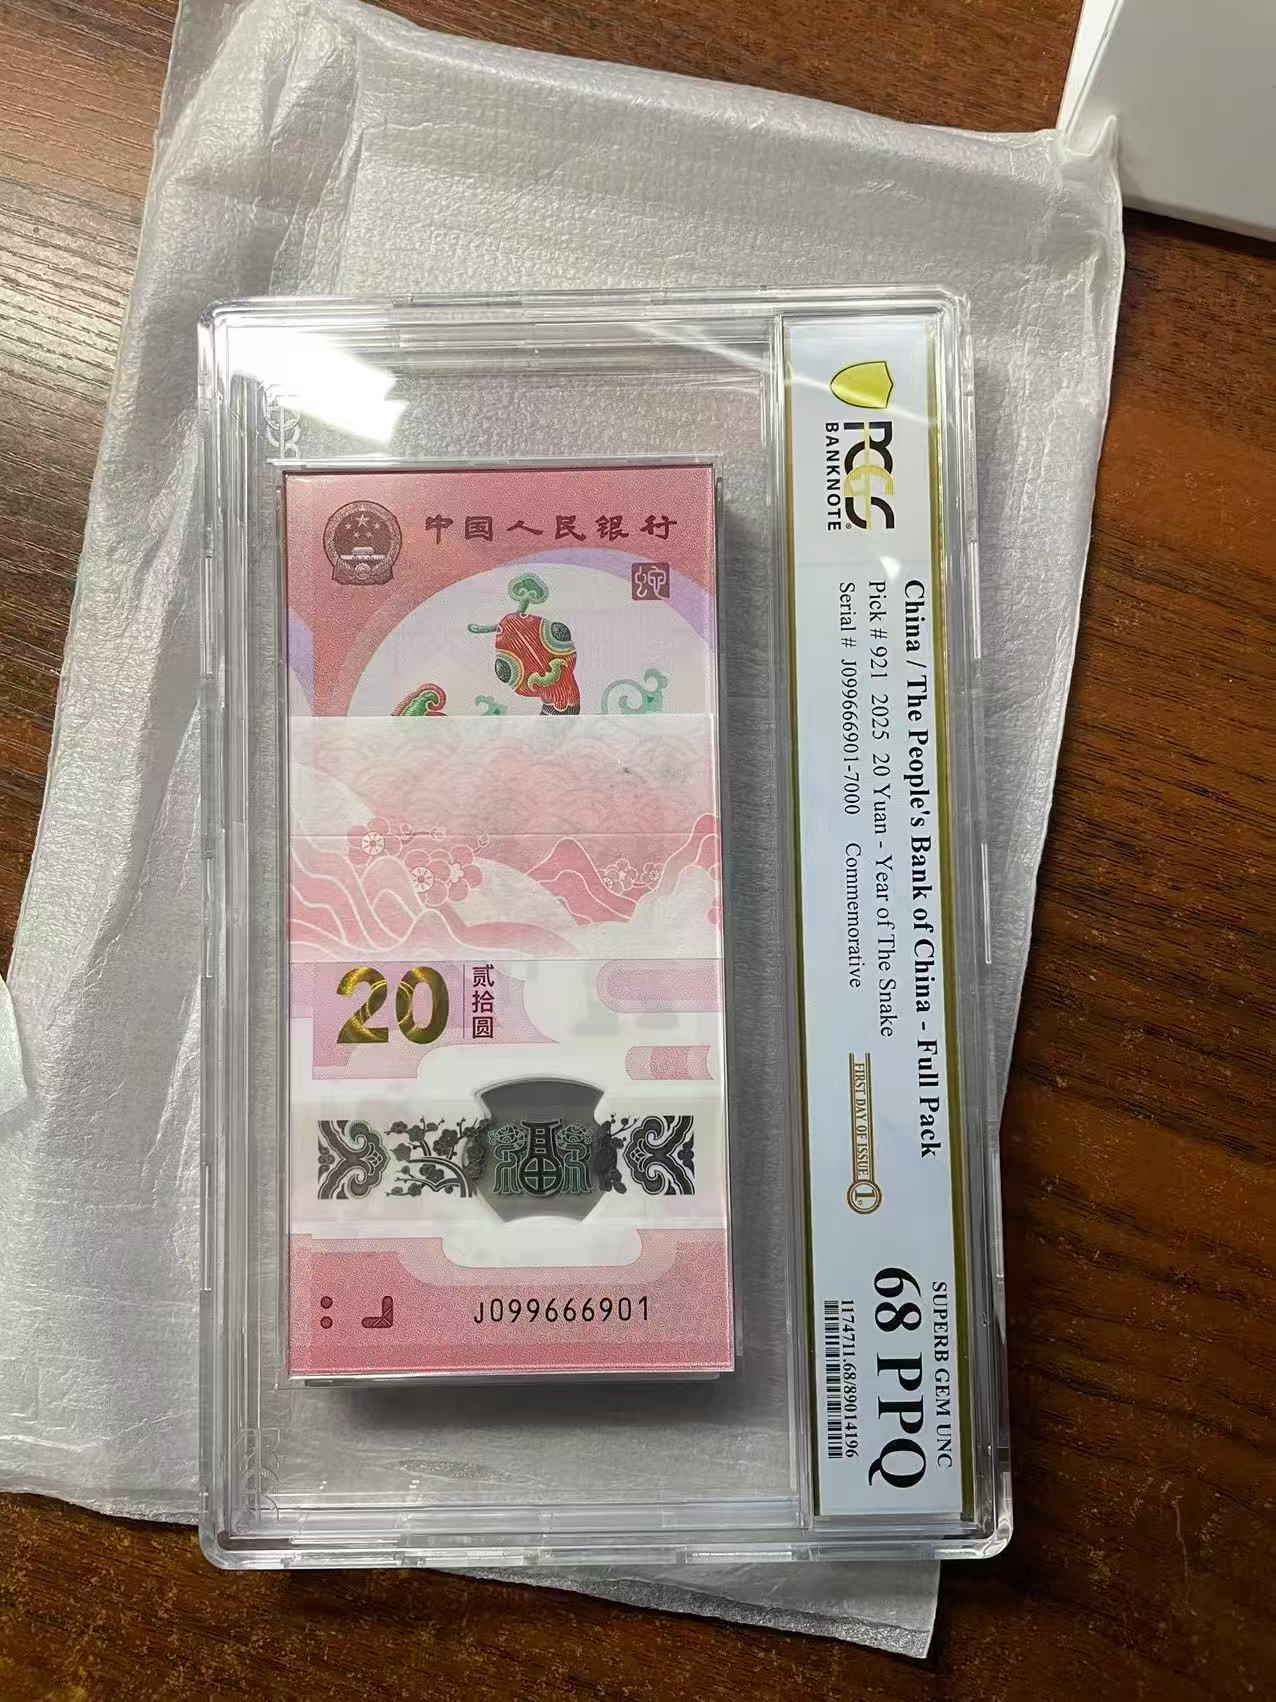 中国人民银行
蛇
20
贰拾圆
J099666901
PCGS
BANKNOTE
China / The People's Bank of China - Full Pack
Pick # 921 2025 20 Yuan - Year of The Snake
Serial # J099666901-7000 Commemorative
FIRST DAY OF ISSUE 1
SUPERB GEM UNC
68 PPQ
1174711.68/89014196